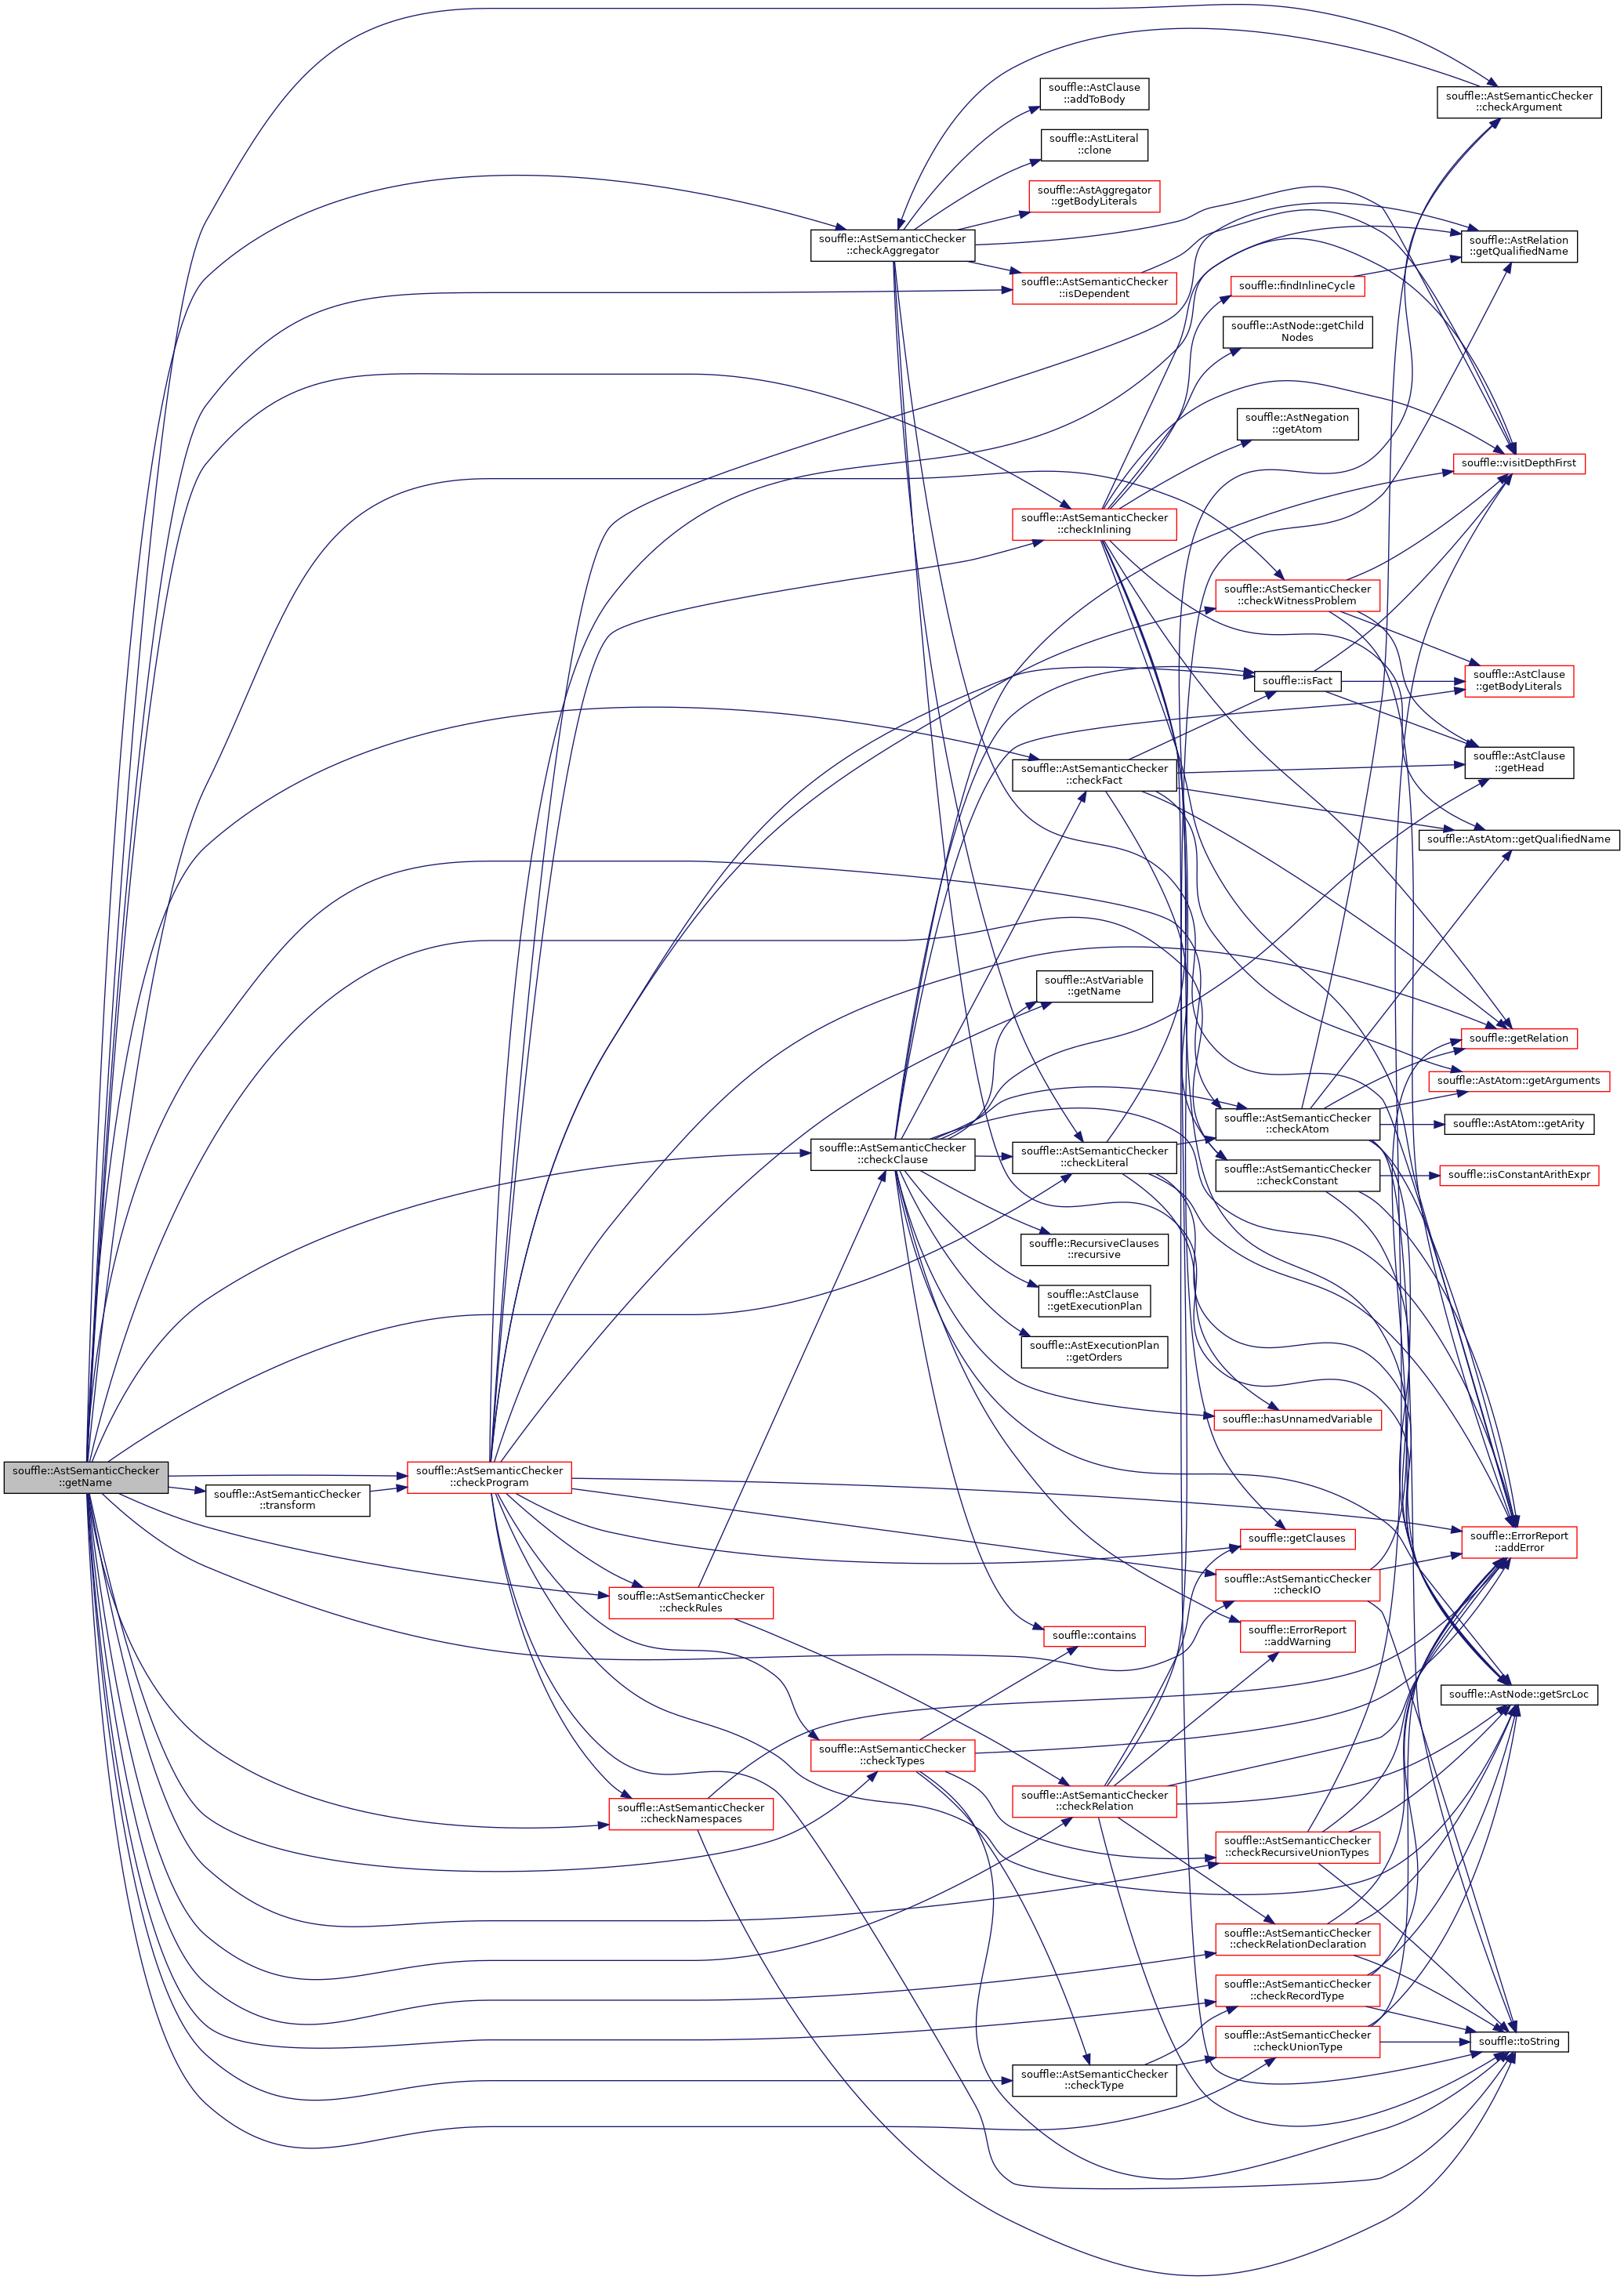 souffle::AstSemanticChecker
::checkArgument
souffle::AstClause
::addToBody
souffle::AstLiteral
::clone
souffle::AstAggregator
::getBodyLiterals
souffle::AstSemanticChecker
::checkAggregator
souffle::AstRelation
::getQualifiedName
souffle::AstSemanticChecker
::isDependent
souffle::findInlineCycle
souffle::AstNode::getChild
Nodes
souffle::AstNegation
::getAtom
souffle::visitDepthFirst
souffle::AstSemanticChecker
::checkInlining
souffle::AstSemanticChecker
::checkWitnessProblem
souffle::isFact
souffle::AstClause
::getBodyLiterals
souffle::AstClause
::getHead
souffle::AstSemanticChecker
::checkFact
souffle::AstAtom::getQualifiedName
souffle::AstVariable
::getName
souffle::getRelation
souffle::AstAtom::getArguments
souffle::AstSemanticChecker
::checkAtom
souffle::AstAtom::getArity
souffle::AstSemanticChecker
::checkClause
souffle::AstSemanticChecker
::checkLiteral
souffle::AstSemanticChecker
::checkConstant
souffle::isConstantArithExpr
souffle::RecursiveClauses
::recursive
souffle::AstClause
::getExecutionPlan
souffle::AstExecutionPlan
::getOrders
souffle::hasUnnamedVariable
souffle::AstSemanticChecker
::getName
souffle::AstSemanticChecker
::checkProgram
souffle::AstSemanticChecker
::transform
souffle::getClauses
souffle::ErrorReport
::addError
souffle::AstSemanticChecker
::checkIO
souffle::AstSemanticChecker
::checkRules
souffle::contains
souffle::ErrorReport
::addWarning
souffle::AstNode::getSrcLoc
souffle::AstSemanticChecker
::checkTypes
souffle::AstSemanticChecker
::checkRelation
souffle::AstSemanticChecker
::checkNamespaces
souffle::AstSemanticChecker
::checkRecursiveUnionTypes
souffle::AstSemanticChecker
::checkRelationDeclaration
souffle::AstSemanticChecker
::checkRecordType
souffle::AstSemanticChecker
::checkUnionType
souffle::toString
souffle::AstSemanticChecker
::checkType